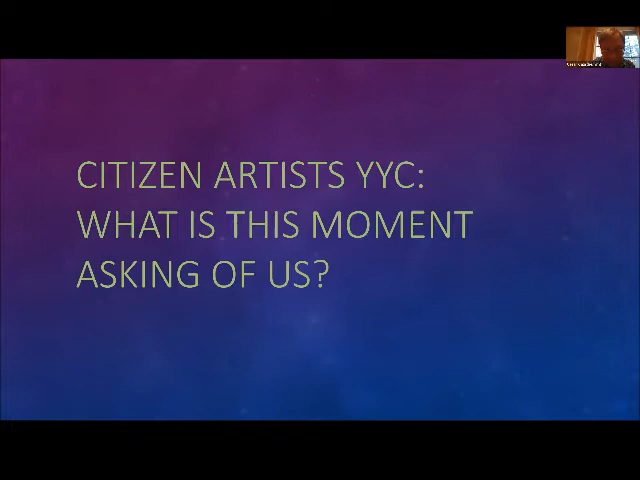 CITIZEN ARTISTS YYC:
WHAT IS THIS MOMENT
ASKING OF US?